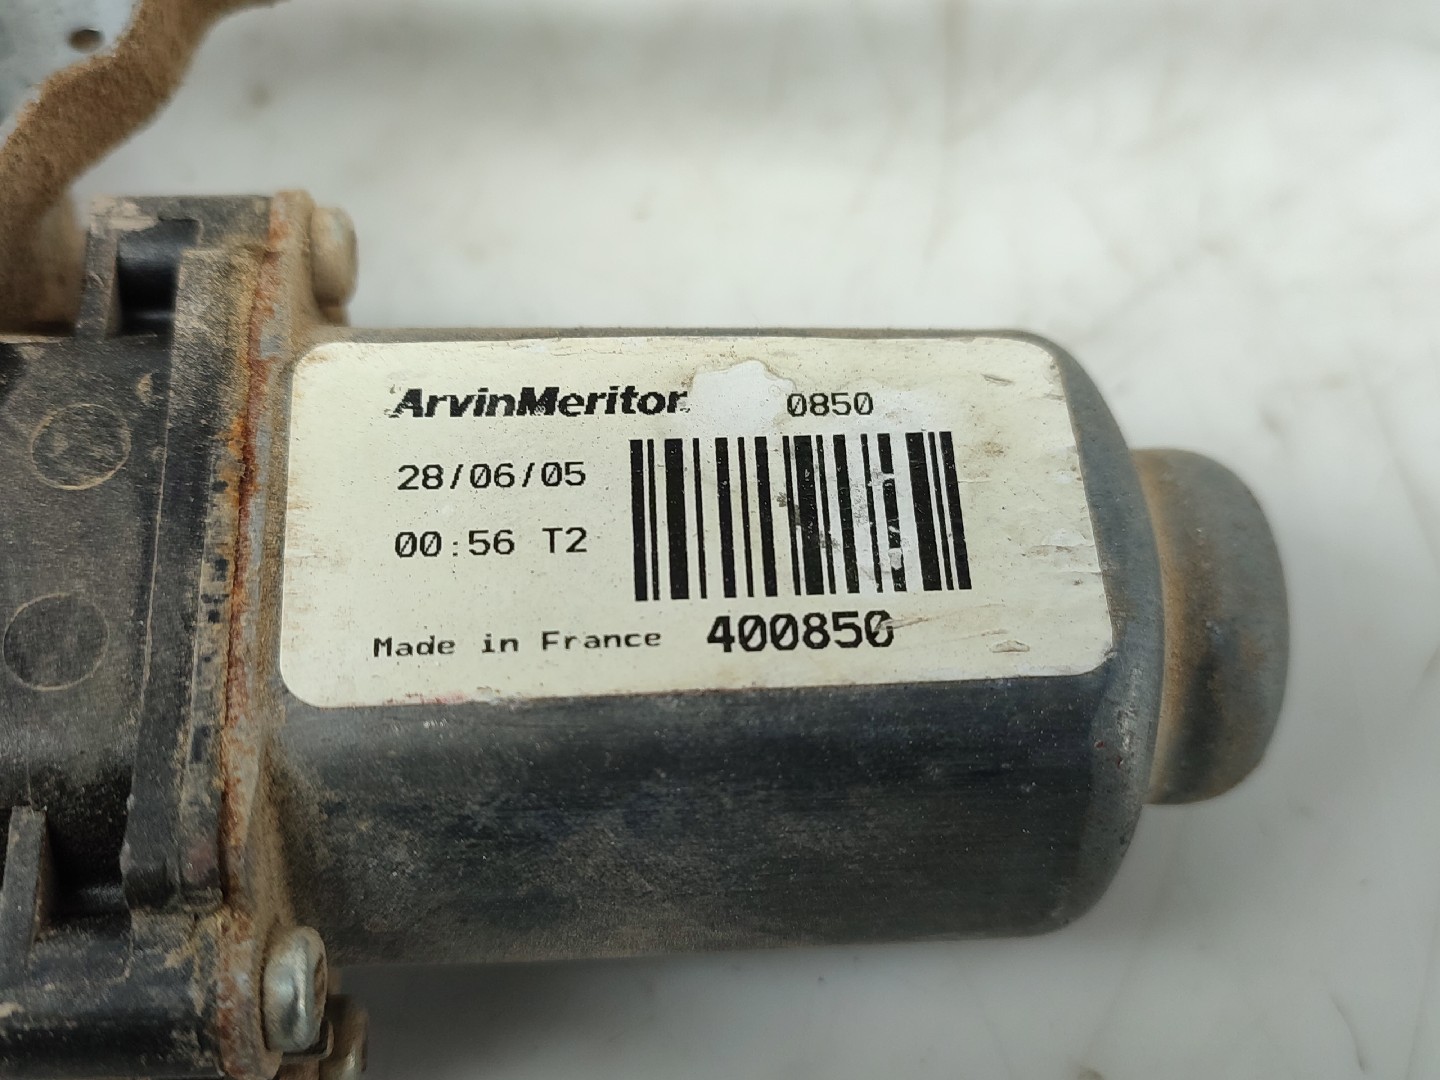 ArvinMeritor 0850
28/06/05
00:56 T2
Made in France 400850